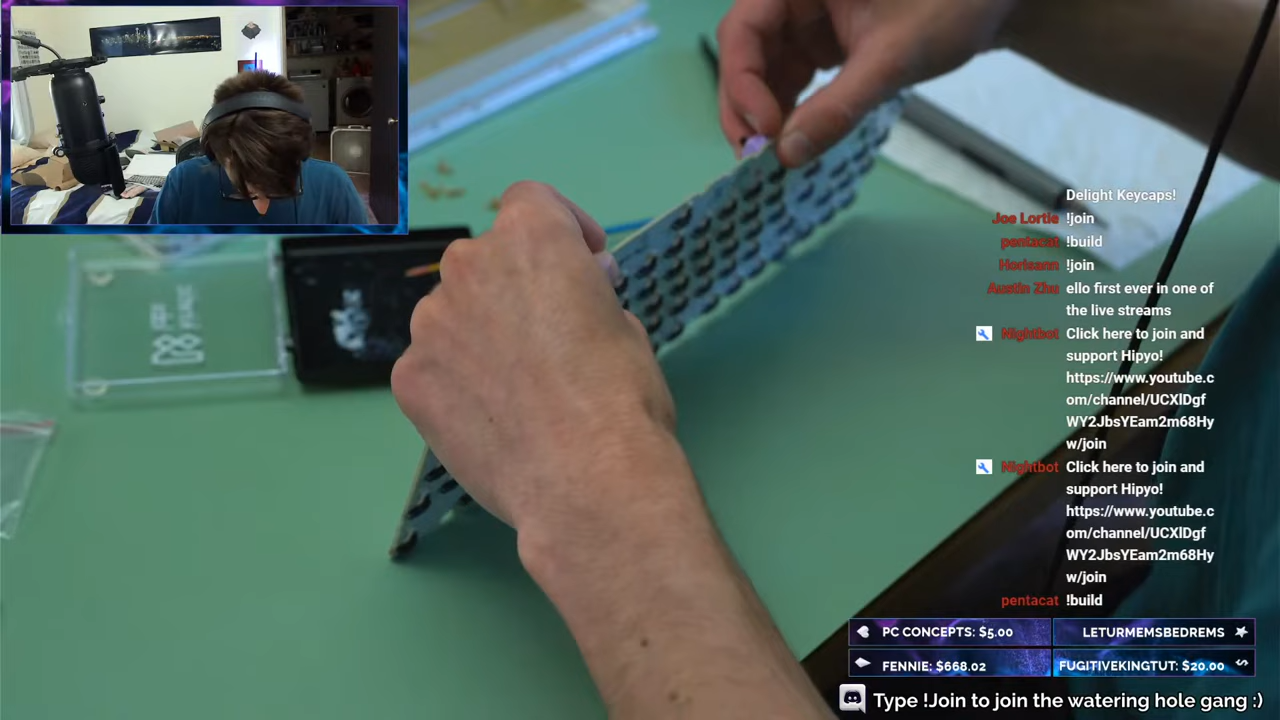 Delight Keycaps!
Joe Lortie !join
pentacat !build
Horisann !join
Austin Zhu ello first ever in one of
the live streams
Nightbot Click here to join and
support Hipyo!
https://www.youtube.c
om/channel/UCXlDgf
WY2JbsYEam2m68Hy
w/join
Nightbot Click here to join and
support Hipyo!
https://www.youtube.c
om/channel/UCXlDgf
WY2JbsYEam2m68Hy
w/join
pentacat !build
PC CONCEPTS: $5.00
LETURMEMSBEDREMS
FENNIE: $668.02
FUGITIVEKINGTUT: $20.00
Type !Join to join the watering hole gang :)